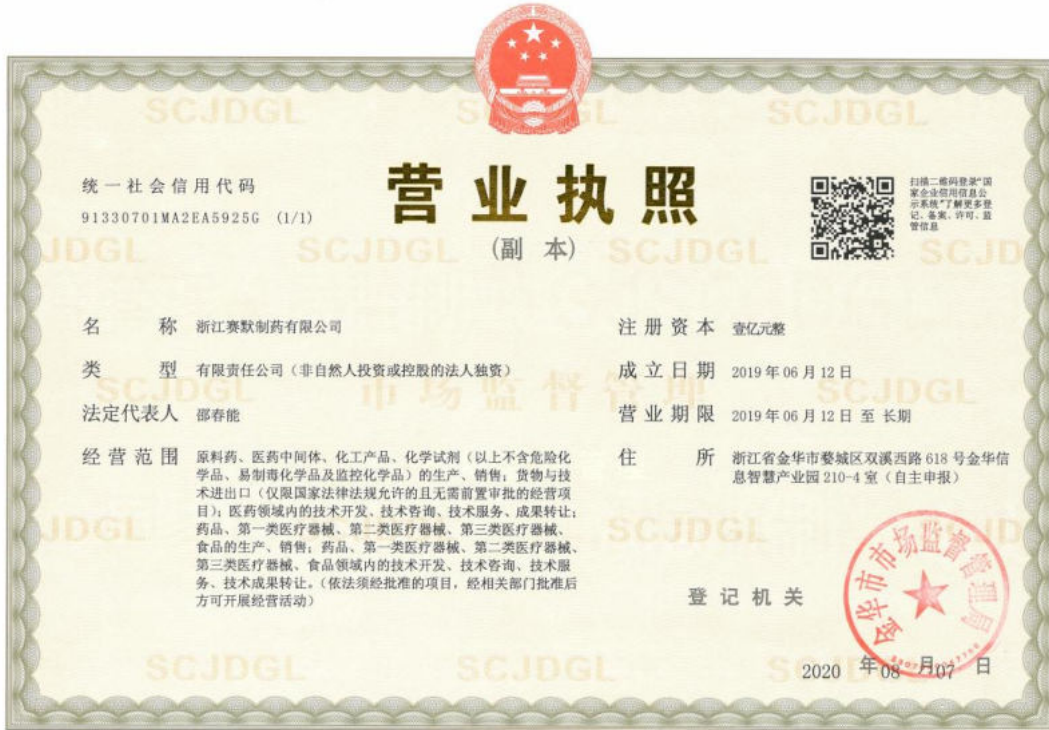 营业执照
(副 本)
统一社会信用代码
91330701MA2EA5925G (1/1)
扫描二维码登录“国
家企业信用信息公
示系统”了解更多登
记、备案、许可、监
管信息
名 称 浙江赛默制药有限公司
类 型 有限责任公司（非自然人投资或控股的法人独资）
法定代表人 邵春能
经营范围 原料药、医药中间体、化工产品、化学试剂（以上不含危险化
学品、易制毒化学品及监控化学品）的生产、销售；货物与技
术进出口（仅限国家法律法规允许的且无需前置审批的经营项
目）；医药领域内的技术开发、技术咨询、技术服务、成果转让；
药品、第一类医疗器械、第二类医疗器械、第三类医疗器械、
食品的生产、销售；药品、第一类医疗器械、第二类医疗器械、
第三类医疗器械、食品领域内的技术开发、技术咨询、技术服
务、技术成果转让。（依法须经批准的项目，经相关部门批准后
方可开展经营活动）
注册资本 壹亿元整
成立日期 2019年06月12日
营业期限 2019年06月12日 至 长期
住 所 浙江省金华市婺城区双溪西路618号金华信
息智慧产业园210-4室（自主申报）
登记机关
金华市市场监督管理局
2020 年08 月07 日
SCJDGL
市场监督管理